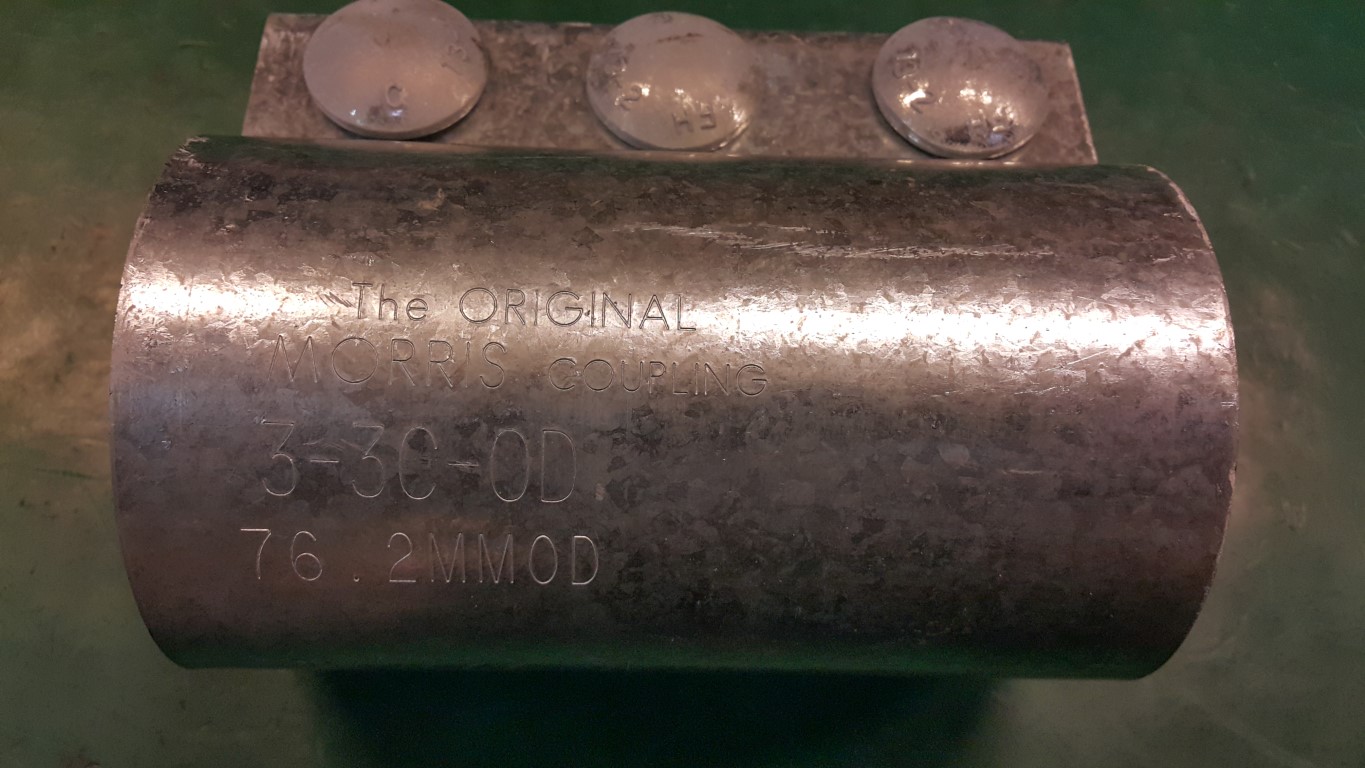 The ORIGINAL
MORRIS COUPLING
3-3C-OD
76.2MMOD